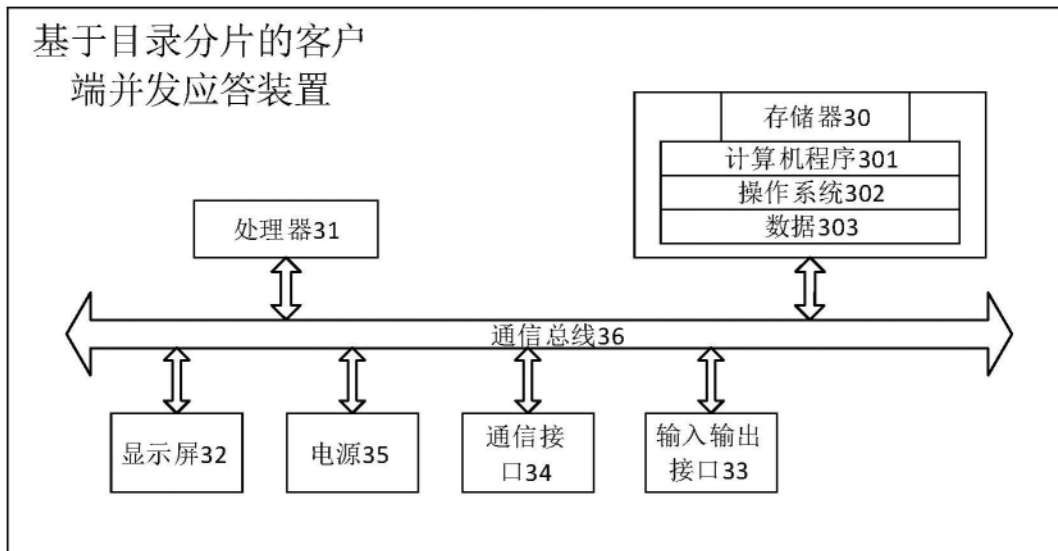 基于目录分片的客户
端并发应答装置
存储器30
计算机程序301
操作系统302
数据303
处理器31
通信总线36
显示屏32
电源35
通信接
口34
输入输出
接口33